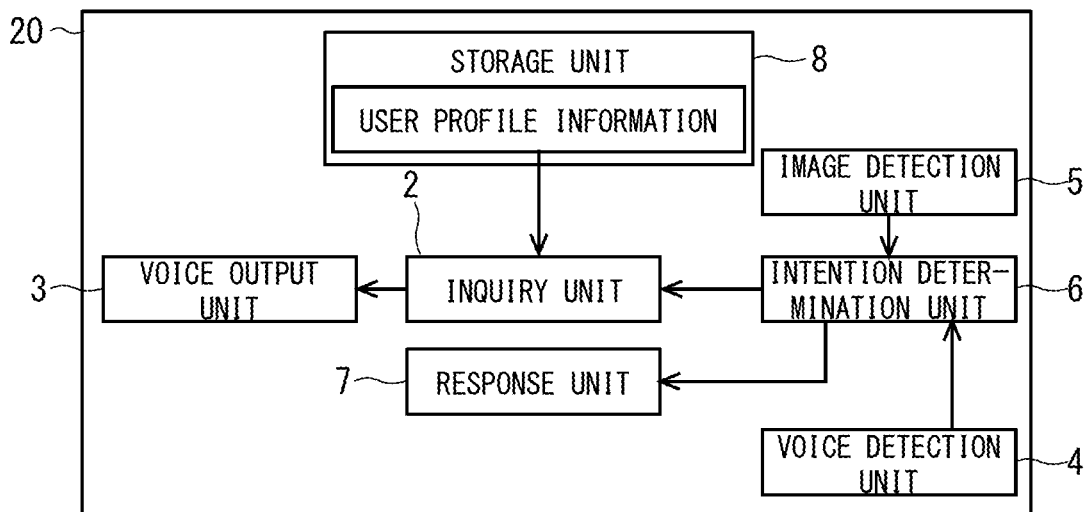 20
STORAGE UNIT
8
USER PROFILE INFORMATION
IMAGE DETECTION
UNIT
5
2
3
VOICE OUTPUT
UNIT
INQUIRY UNIT
INTENTION DETER-
MINATION UNIT
6
7
RESPONSE UNIT
VOICE DETECTION
UNIT
4